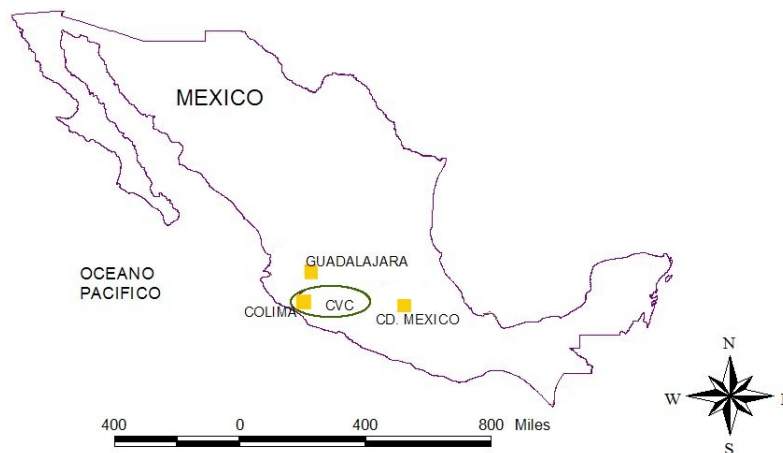 MEXICO
GUADALAJARA
OCEANO
PACIFICO
COLIMA
CVC
CD. MEXICO
N
W
S
400 0 400 800 Miles